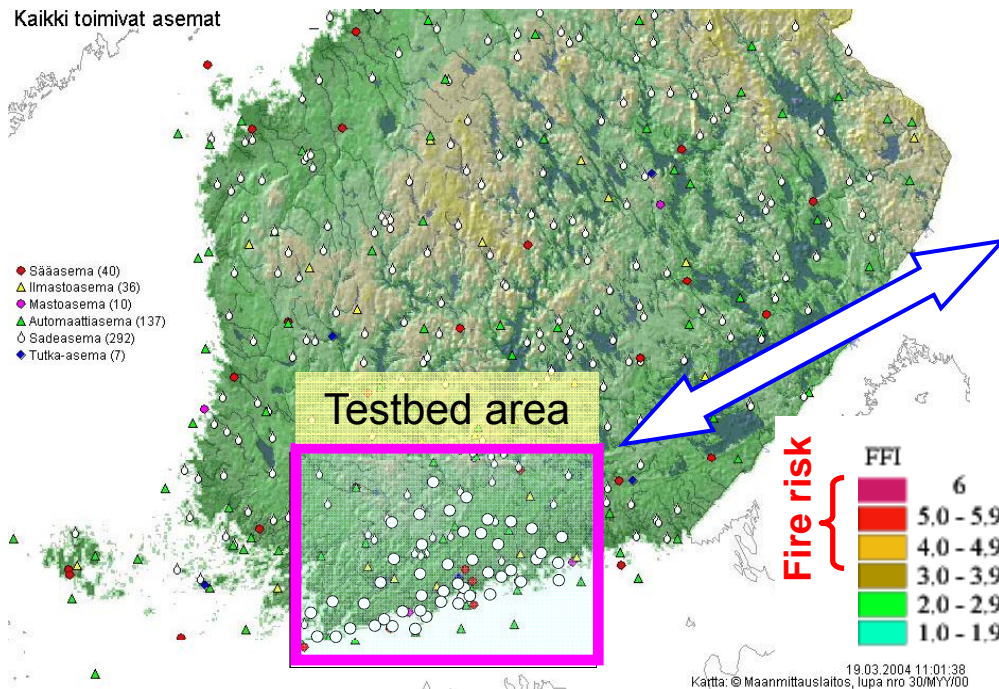 Kaikki toimivat asemat
Sääasema (40)
Ilmastoasema (36)
Mastoasema (10)
Automaattiasema (137)
Sadeasema (292)
Tutka-asema (7)
Testbed area
Fire risk
FFI
6
5.0 - 5.9
4.0 - 4.9
3.0 - 3.9
2.0 - 2.9
1.0 - 1.9
19.03.2004 11:01:38
Kartta: © Maanmittauslaitos, lupa nro 30/MYY/00